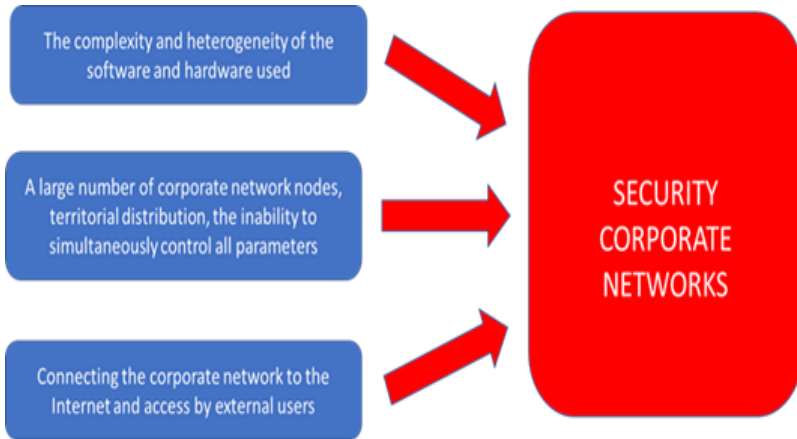 The complexity and heterogeneity of the
software and hardware used
A large number of corporate network nodes,
territorial distribution, the inability to
simultaneously control all parameters
Connecting the corporate network to the
Internet and access by external users
SECURITY
CORPORATE
NETWORKS